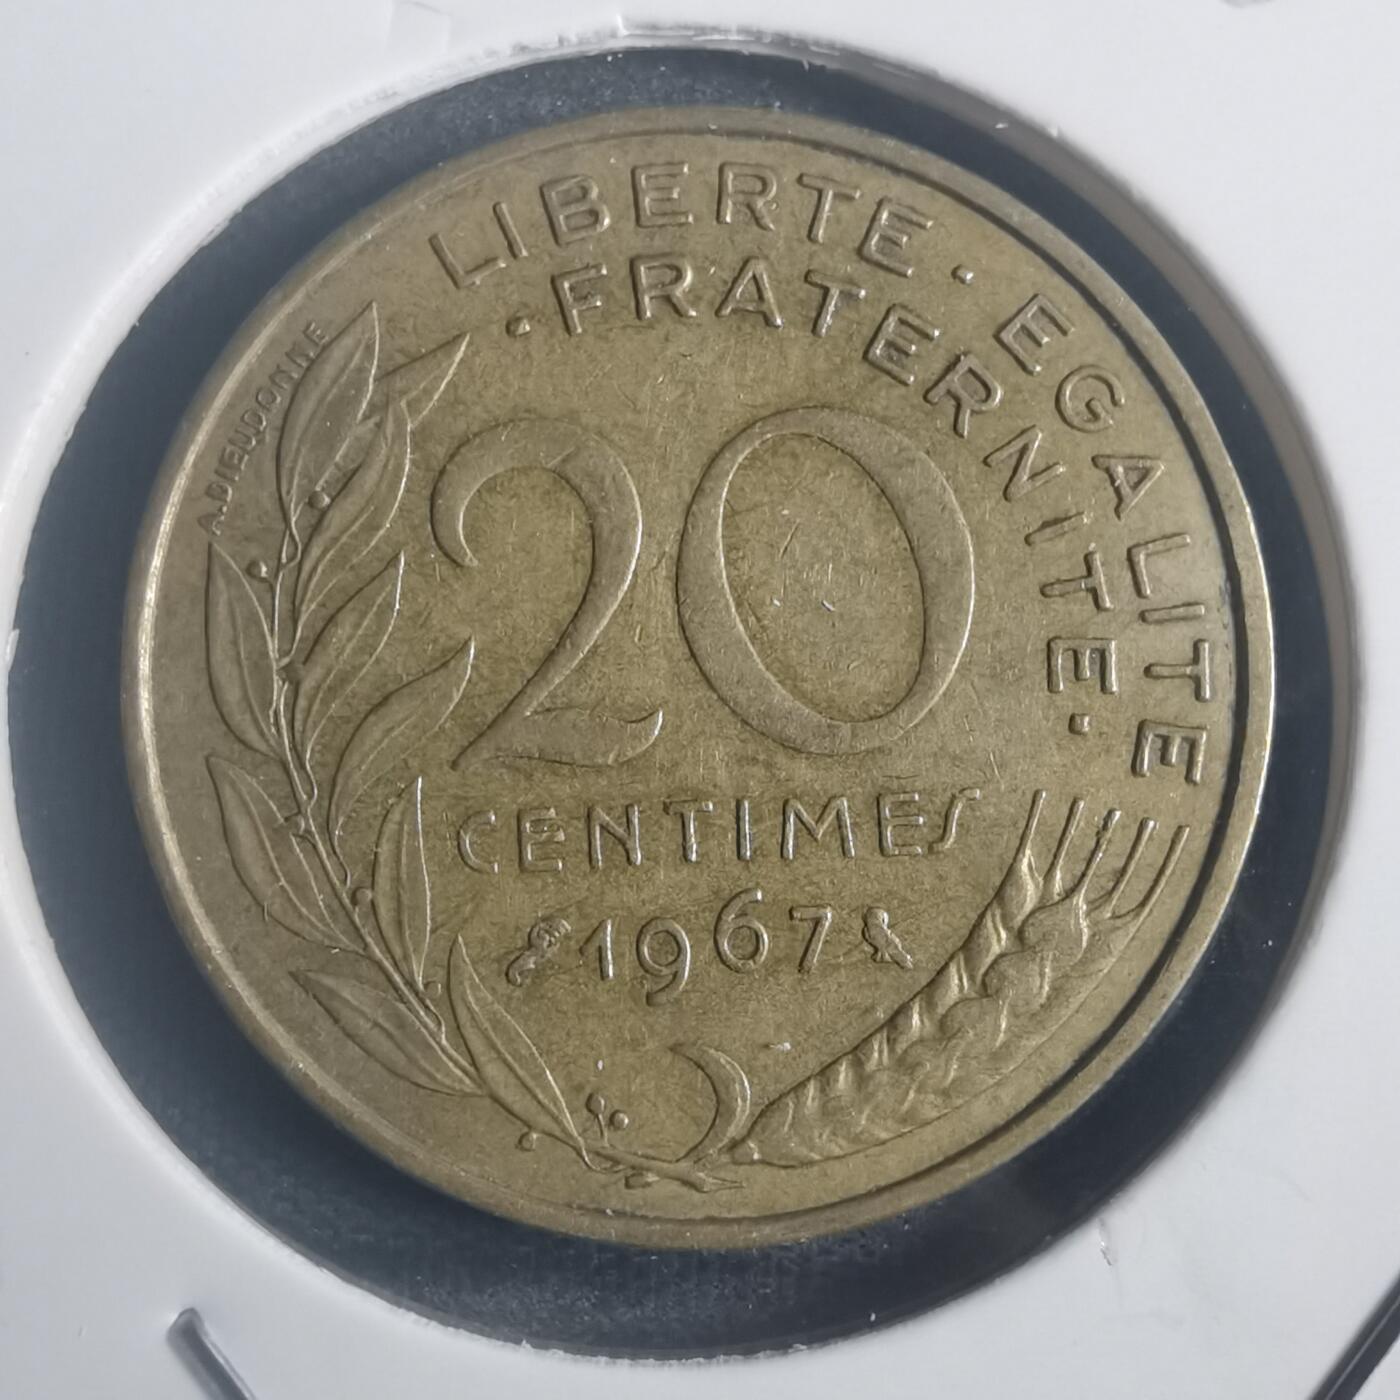 LIBERTE · EGALITE
· FRATERNITE ·
A.DIEUDONNE
20
CENTIMES
1967